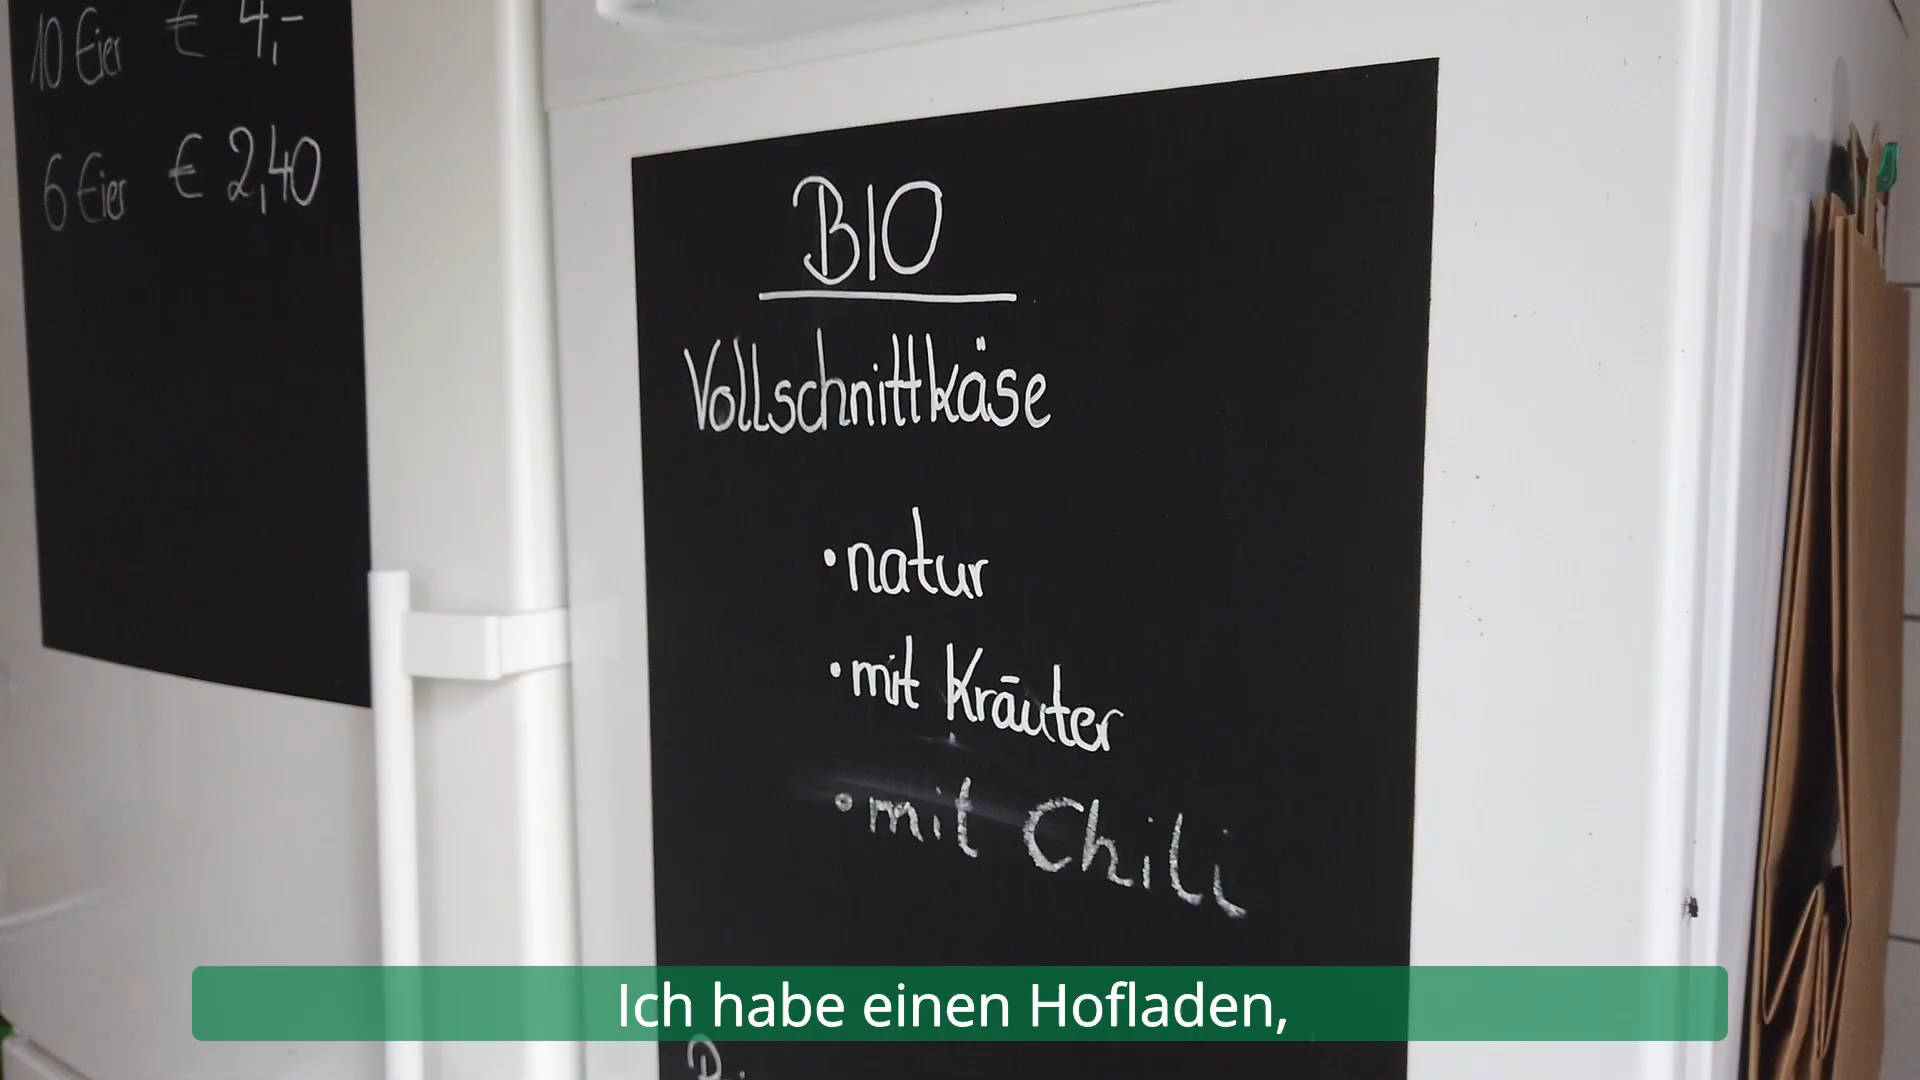 10 Eier € 4,-
6 Eier € 2,40
BIO
Vollschnittkäse
• natur
• mit Kräuter
• mit Chili
Ich habe einen Hofladen,